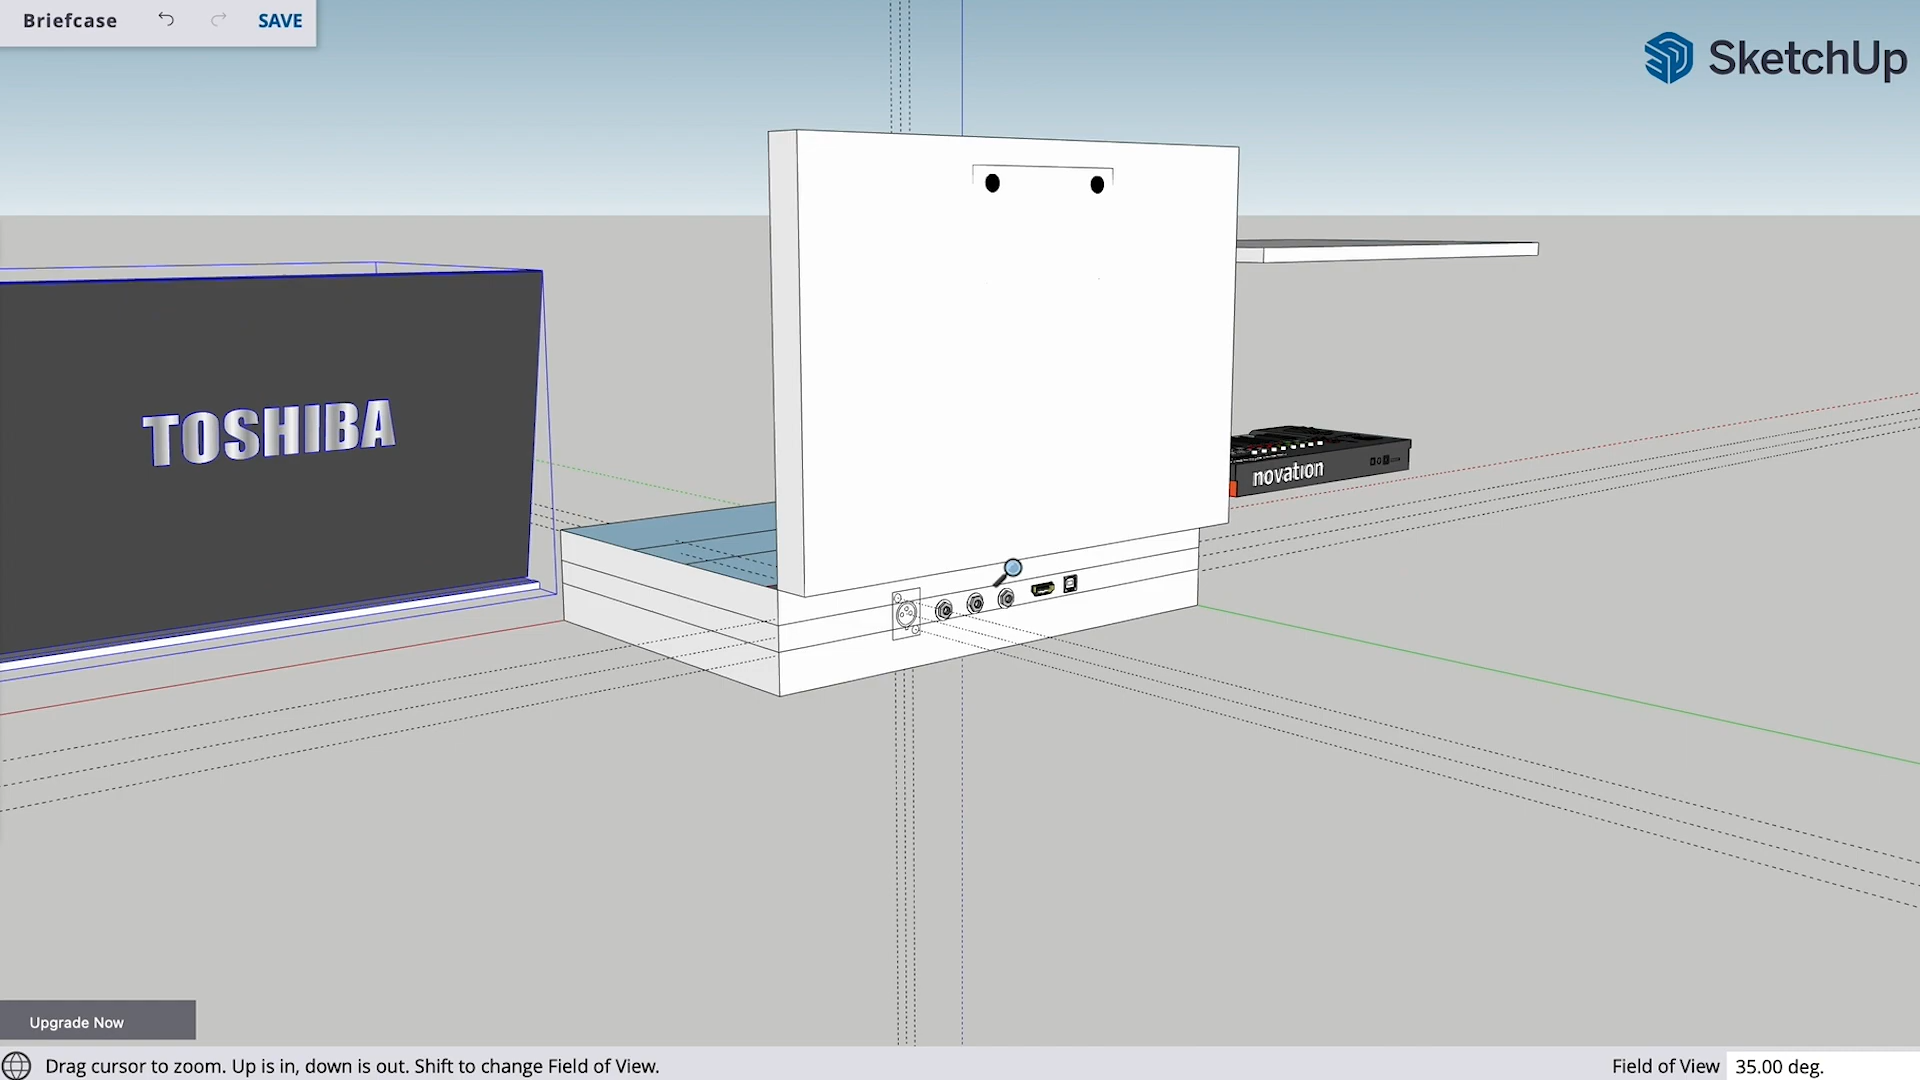 Briefcase
SAVE
SketchUp
TOSHIBA
novation
Upgrade Now
Drag cursor to zoom. Up is in, down is out. Shift to change Field of View.
Field of View
35.00 deg.